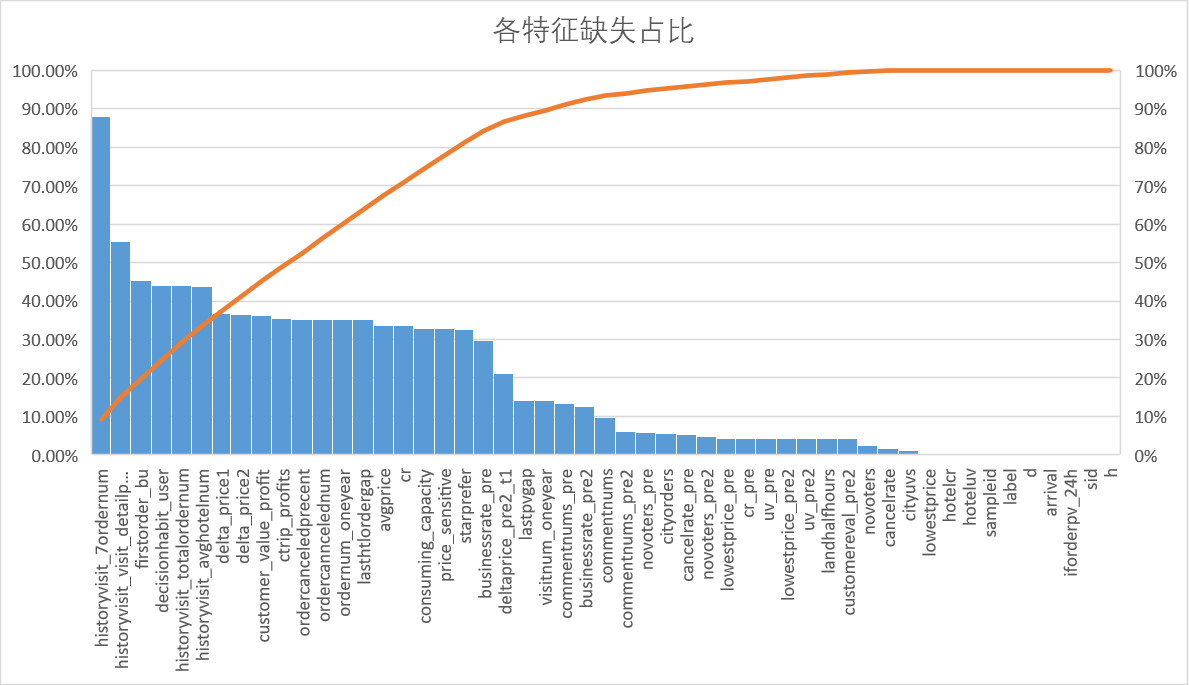 各特征缺失占比
100.00%
90.00%
80.00%
70.00%
60.00%
50.00%
40.00%
30.00%
20.00%
10.00%
0.00%
100%
90%
80%
70%
60%
50%
40%
30%
20%
10%
0%
historyvisit_7ordernum
historyvisit_visit_detailp...
firstorder_bu
decisionhabit_user
historyvisit_totalordernum
historyvisit_avghotelnum
delta_price1
delta_price2
customer_value_profit
ctrip_profits
ordercanceledprecent
ordercanncelednum
ordernum_oneyear
lasthtlordergap
avgprice
cr
consuming_capacity
price_sensitive
starprefer
businessrate_pre
deltaprice_pre2_t1
lastpvgap
visitnum_oneyear
commentnums_pre
businessrate_pre2
commentnums
commentnums_pre2
novoters_pre
cityorders
cancelrate_pre
novoters_pre2
lowestprice_pre
cr_pre
uv_pre
lowestprice_pre2
uv_pre2
landhalfhours
customereval_pre2
novoters
cancelrate
cityuvs
lowestprice
hotelcr
hoteluv
sampleid
label
d
arrival
iforderpv_24h
sid
h